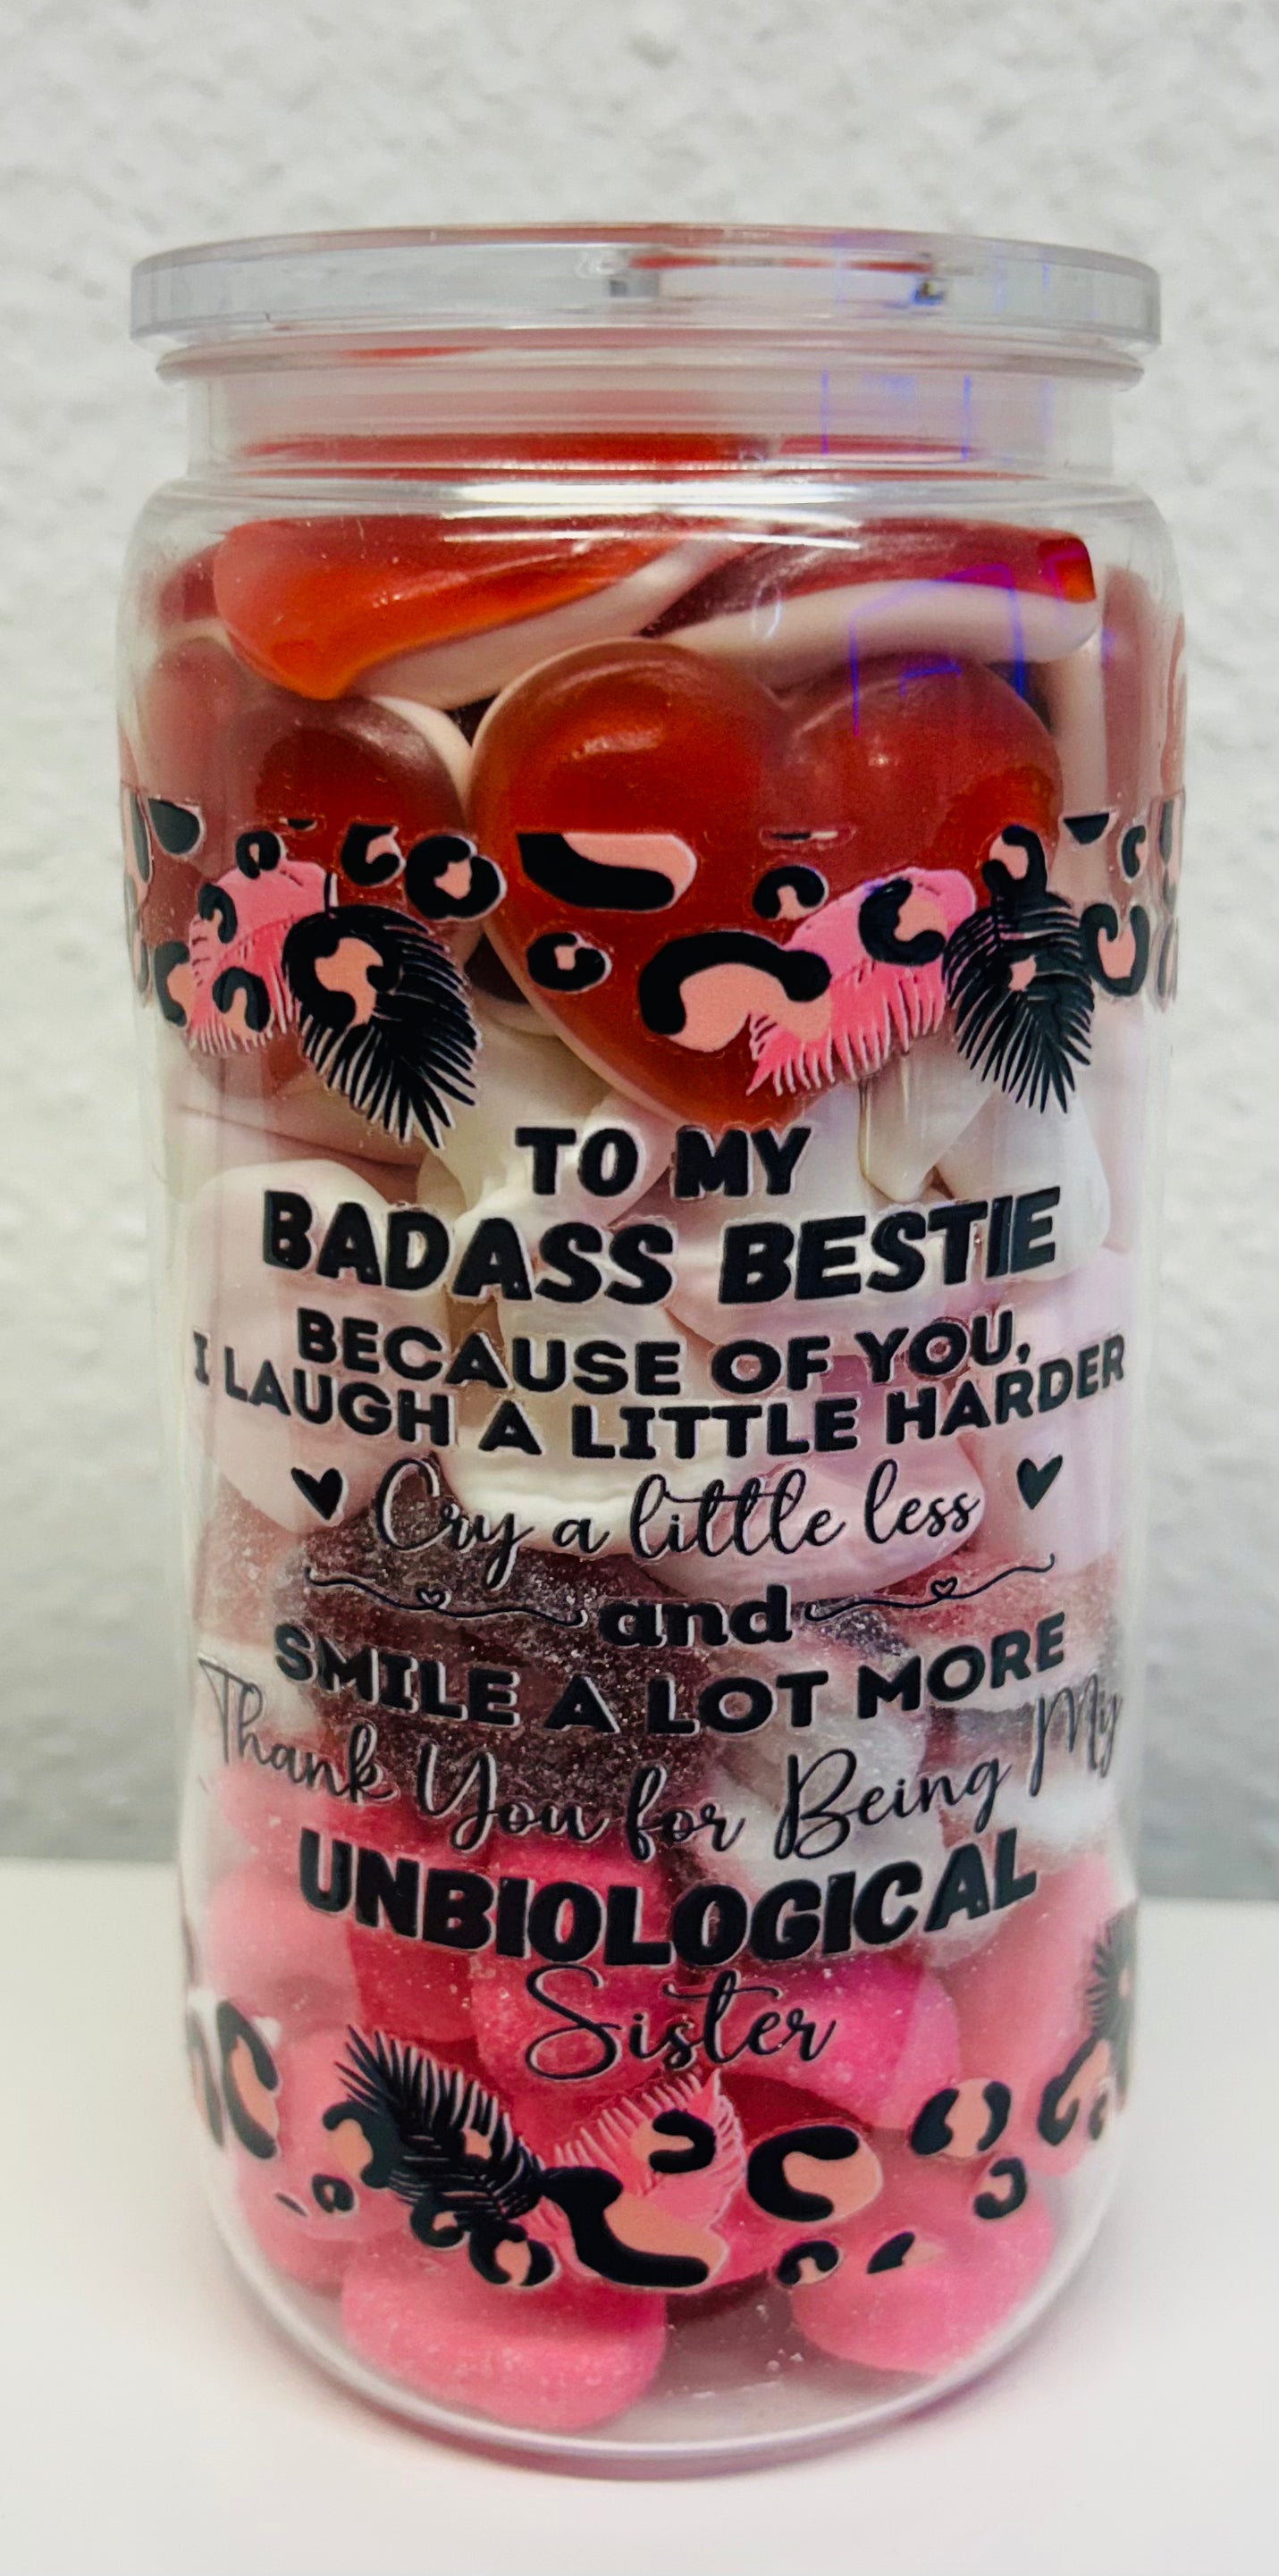 TO MY
BADASS BESTIE
BECAUSE OF YOU,
I LAUGH A LITTLE HARDER
Cry a little less
and
SMILE A LOT MORE
Thank You for Being My
UNBIOLOGICAL
Sister